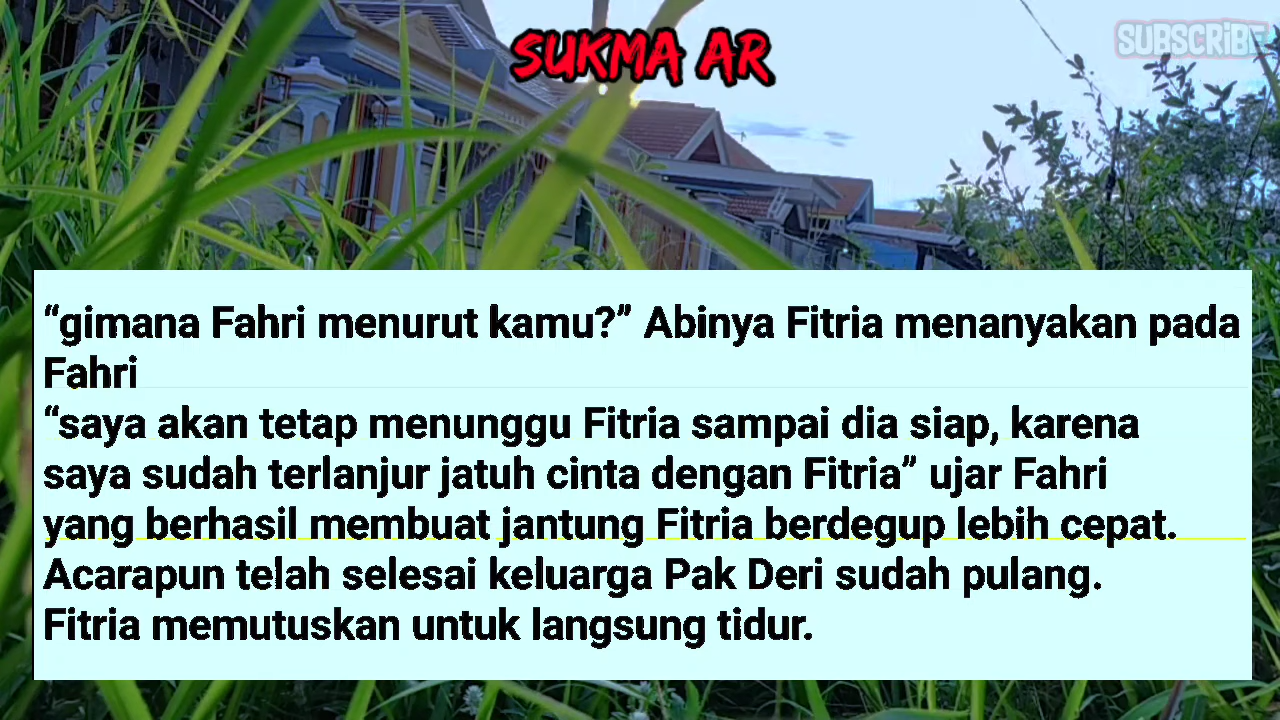 SUKMA AR
SUBSCRIBE
“gimana Fahri menurut kamu?” Abinya Fitria menanyakan pada
Fahri
“saya akan tetap menunggu Fitria sampai dia siap, karena
saya sudah terlanjur jatuh cinta dengan Fitria” ujar Fahri
yang berhasil membuat jantung Fitria berdegup lebih cepat.
Acarapun telah selesai keluarga Pak Deri sudah pulang.
Fitria memutuskan untuk langsung tidur.